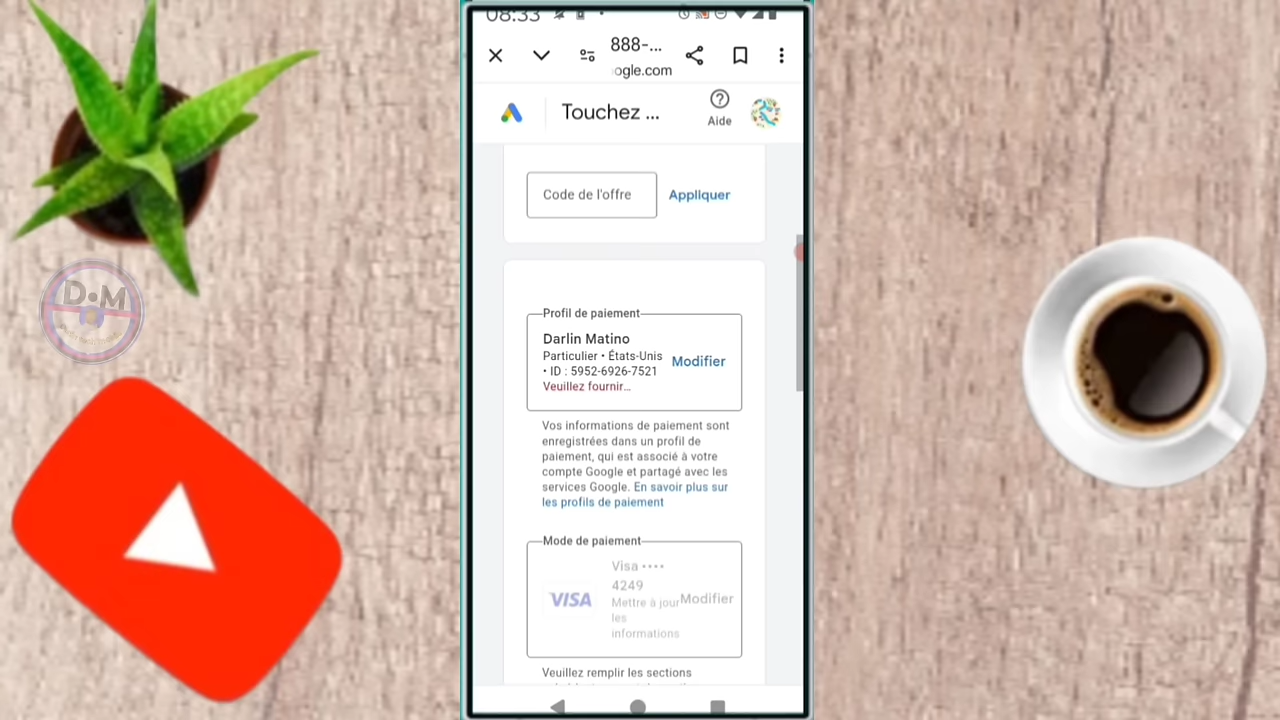 08:33
888-...
ogle.com
Touchez ...
Aide
Code de l'offre
Appliquer
D•M
Profil de paiement
Darlin Matino
Particulier • États-Unis
• ID : 5952-6926-7521
Modifier
Veuillez fournir...
Vos informations de paiement sont
enregistrées dans un profil de
paiement, qui est associé à votre
compte Google et partagé avec les
services Google. En savoir plus sur
les profils de paiement
Mode de paiement
Visa ····
4249
VISA
Mettre à jour
Modifier
les
informations
Veuillez remplir les sections